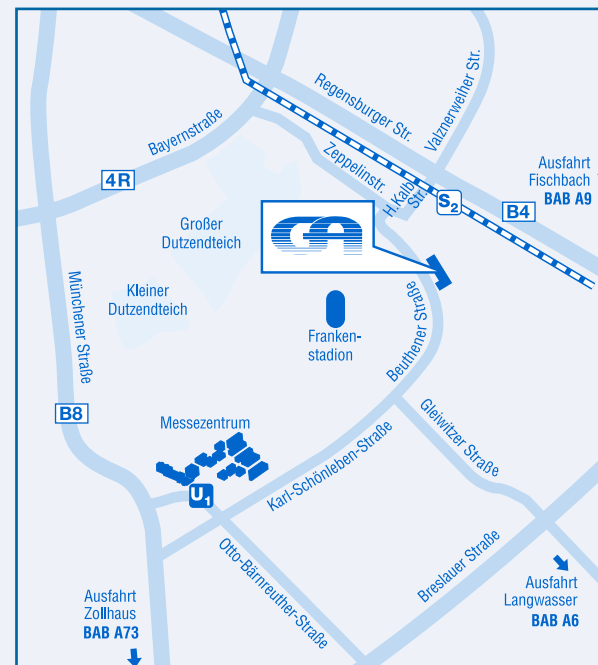 Regensburger Str.
Valznerweiher Str.
Bayernstraße
Zeppelinstr.
H.Kalb-
Str.
4R
S2
B4
Ausfahrt
Fischbach
BAB A9
Großer
Dutzendteich
GA
Kleiner
Dutzendteich
Münchener Straße
Franken-
stadion
Beuthener Straße
B8
Messezentrum
U1
Karl-Schönleben-Straße
Gleiwitzer Straße
Otto-Bärnreuther-Straße
Breslauer Straße
Ausfahrt
Zollhaus
BAB A73
Ausfahrt
Langwasser
BAB A6